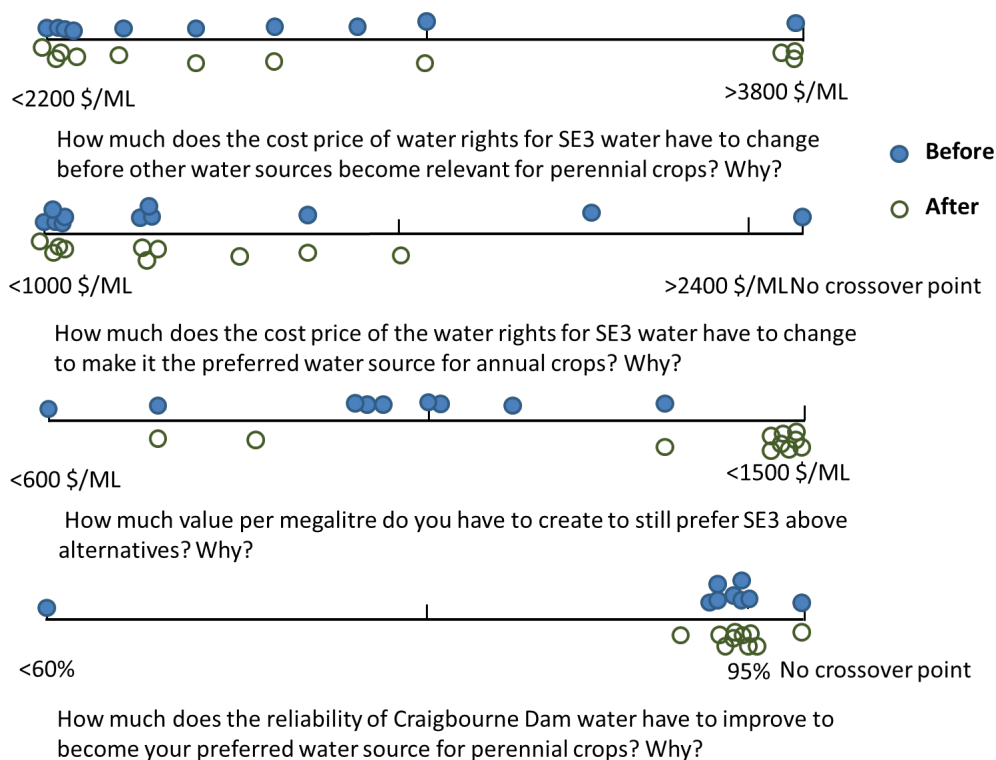 <2200 $/ML
>3800 $/ML
How much does the cost price of water rights for SE3 water have to change
before other water sources become relevant for perennial crops? Why?
Before
After
<1000 $/ML
>2400 $/ML No crossover point
How much does the cost price of the water rights for SE3 water have to change
to make it the preferred water source for annual crops? Why?
<600 $/ML
<1500 $/ML
How much value per megalitre do you have to create to still prefer SE3 above
alternatives? Why?
<60%
95% No crossover point
How much does the reliability of Craigbourne Dam water have to improve to
become your preferred water source for perennial crops? Why?